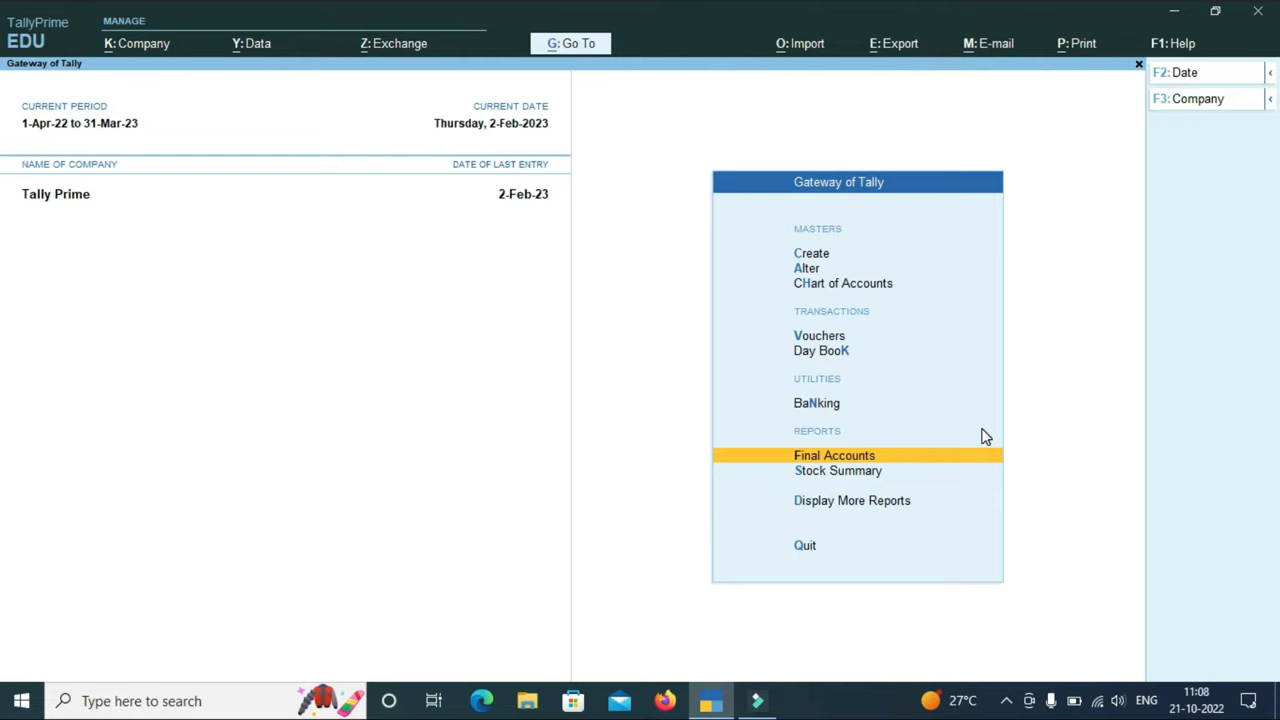 TallyPrime
EDU
MANAGE
K: Company
Y: Data
Z: Exchange
G: Go To
O: Import
E: Export
M: E-mail
P: Print
F1: Help
Gateway of Tally
CURRENT PERIOD
CURRENT DATE
1-Apr-22 to 31-Mar-23
Thursday, 2-Feb-2023
NAME OF COMPANY
DATE OF LAST ENTRY
Tally Prime
2-Feb-23
Gateway of Tally
MASTERS
Create
Alter
CHart of Accounts
TRANSACTIONS
Vouchers
Day BooK
UTILITIES
BaNking
REPORTS
Final Accounts
Stock Summary
Display More Reports
Quit
F2: Date
F3: Company
Type here to search
27°C
ENG
11:08
21-10-2022